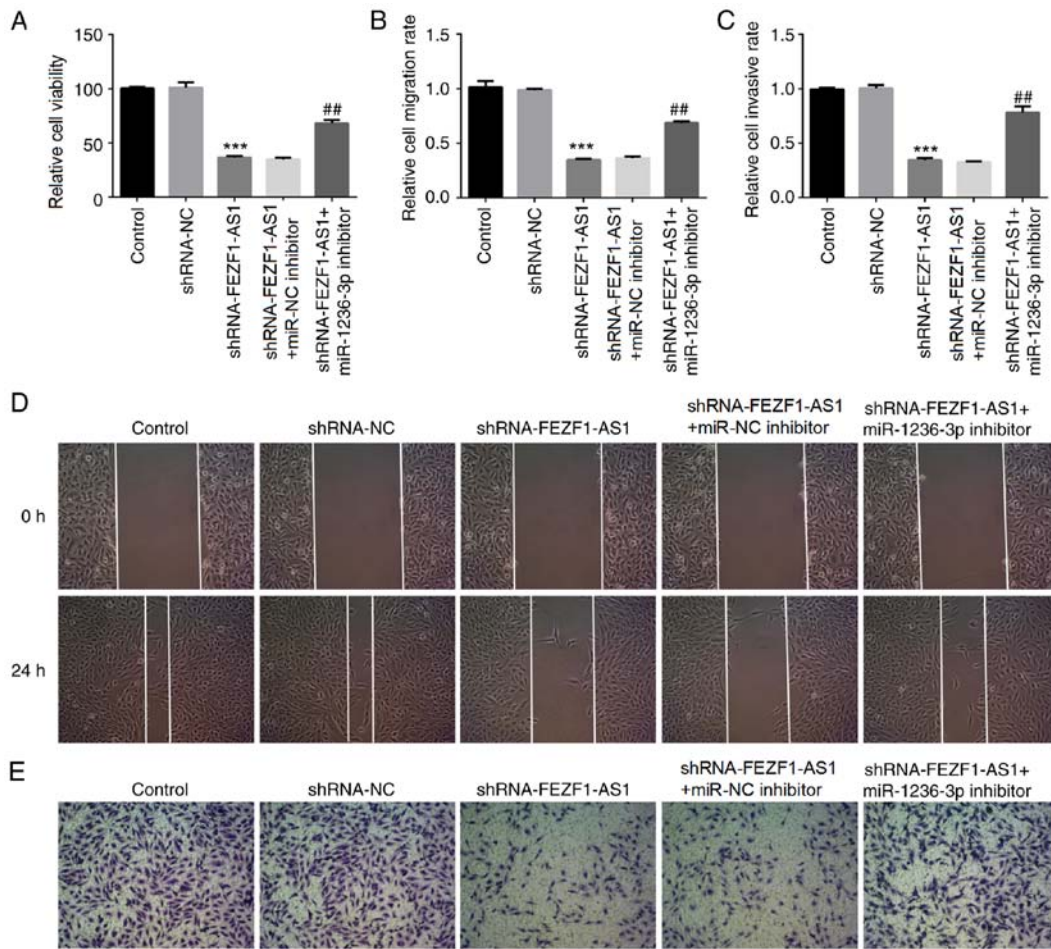 A
Relative cell viability
150
100
50
0
***
##
Control
shRNA-NC
shRNA-FEZF1-AS1
shRNA-FEZF1-AS1
+miR-NC inhibitor
shRNA-FEZF1-AS1+
miR-1236-3p inhibitor
B
Relative cell migration rate
1.5
1.0
0.5
0.0
***
##
Control
shRNA-NC
shRNA-FEZF1-AS1
shRNA-FEZF1-AS1
+miR-NC inhibitor
shRNA-FEZF1-AS1+
miR-1236-3p inhibitor
C
Relative cell invasive rate
1.5
1.0
0.5
0.0
***
##
Control
shRNA-NC
shRNA-FEZF1-AS1
shRNA-FEZF1-AS1
+miR-NC inhibitor
shRNA-FEZF1-AS1+
miR-1236-3p inhibitor
D
Control
shRNA-NC
shRNA-FEZF1-AS1
shRNA-FEZF1-AS1
+miR-NC inhibitor
shRNA-FEZF1-AS1+
miR-1236-3p inhibitor
0 h
24 h
E
Control
shRNA-NC
shRNA-FEZF1-AS1
shRNA-FEZF1-AS1
+miR-NC inhibitor
shRNA-FEZF1-AS1+
miR-1236-3p inhibitor